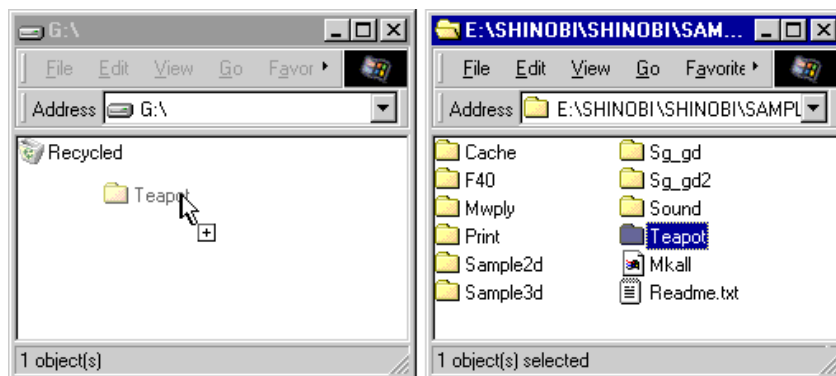 G:\
File Edit View Go Favor
Address G:\
Recycled
Teapot
1 object(s)
E:\SHINOBI\SHINOBI\SAM...
File Edit View Go Favorite
Address E:\SHINOBI\SHINOBI\SAMPL
Cache Sg_gd
F40 Sg_gd2
Mwply Sound
Print Teapot
Sample2d Mkall
Sample3d Readme.txt
1 object(s) selected